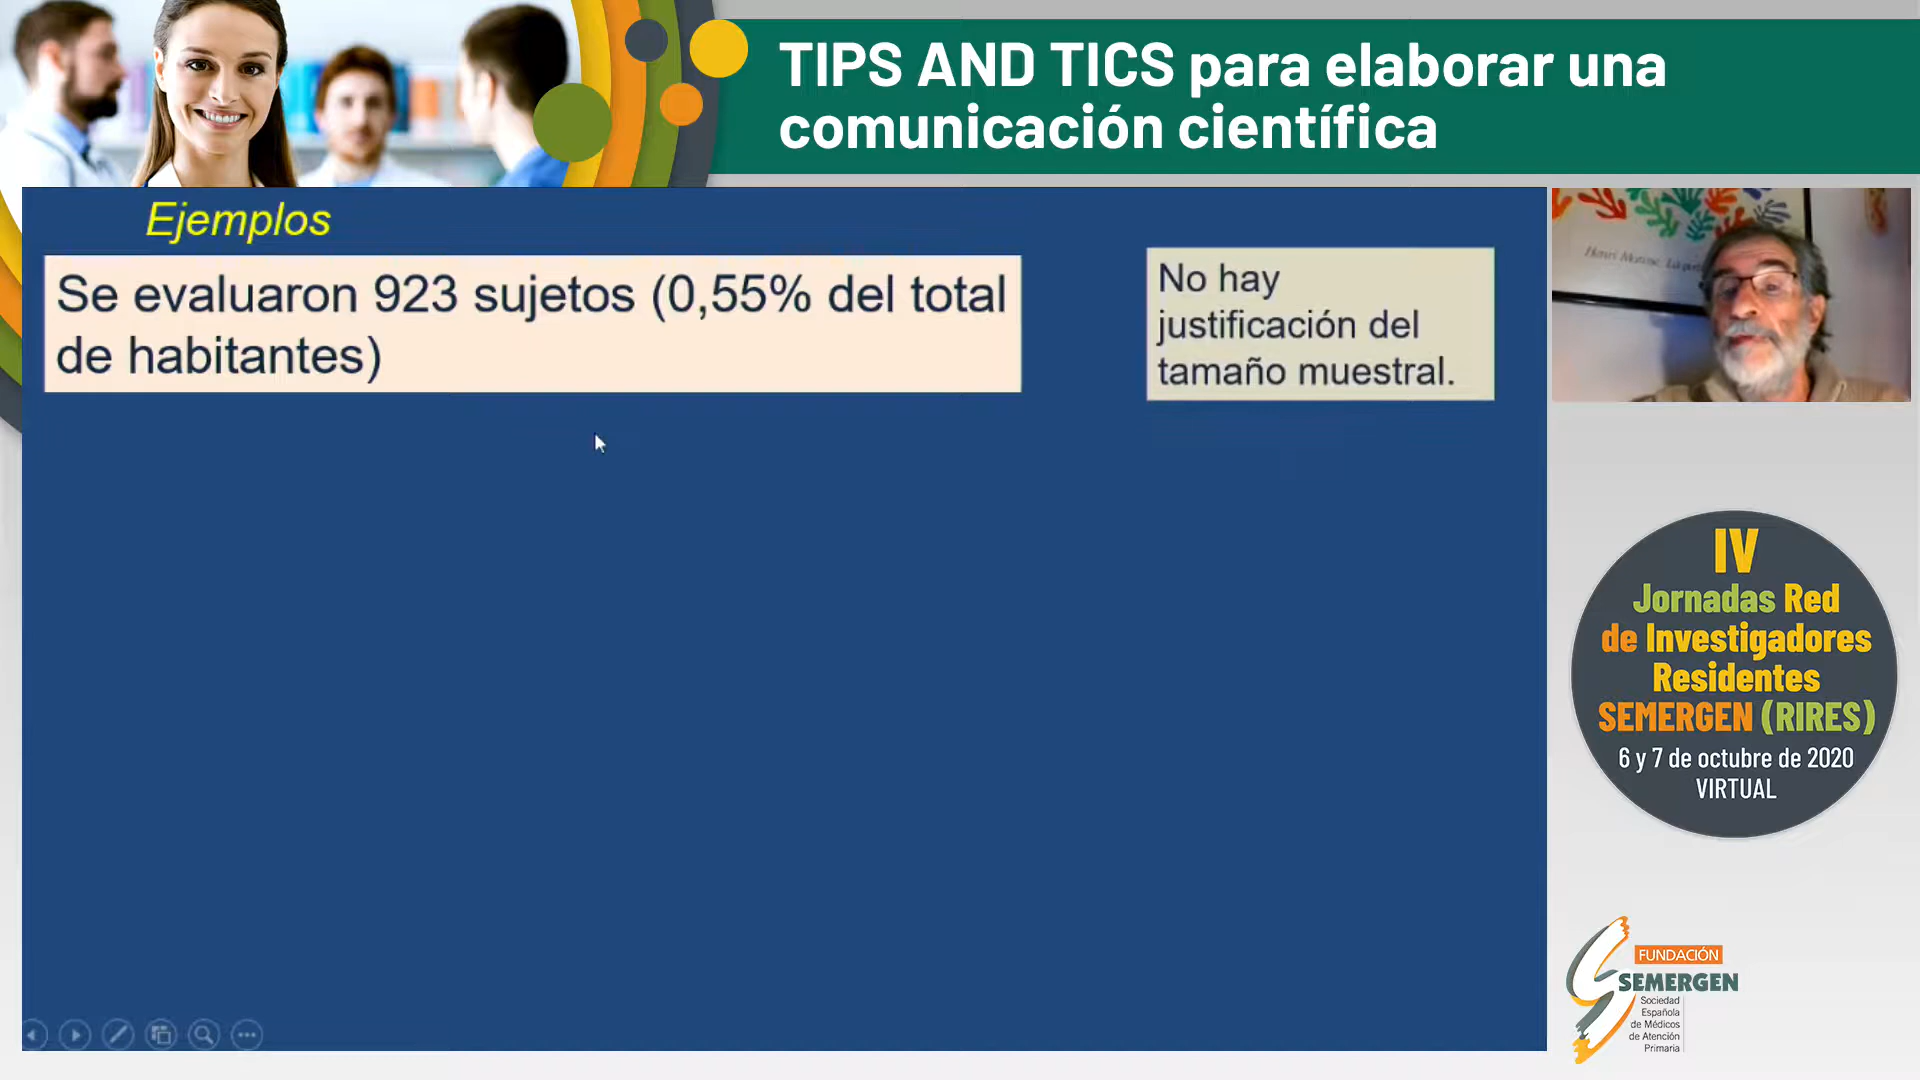 TIPS AND TICS para elaborar una
comunicación científica
Ejemplos
Se evaluaron 923 sujetos (0,55% del total
de habitantes)
No hay
justificación del
tamaño muestral.
IV
Jornadas Red
de Investigadores
Residentes
SEMERGEN (RIRES)
6 y 7 de octubre de 2020
VIRTUAL
FUNDACIÓN
SEMERGEN
Sociedad
Española
de Médicos
de Atención
Primaria